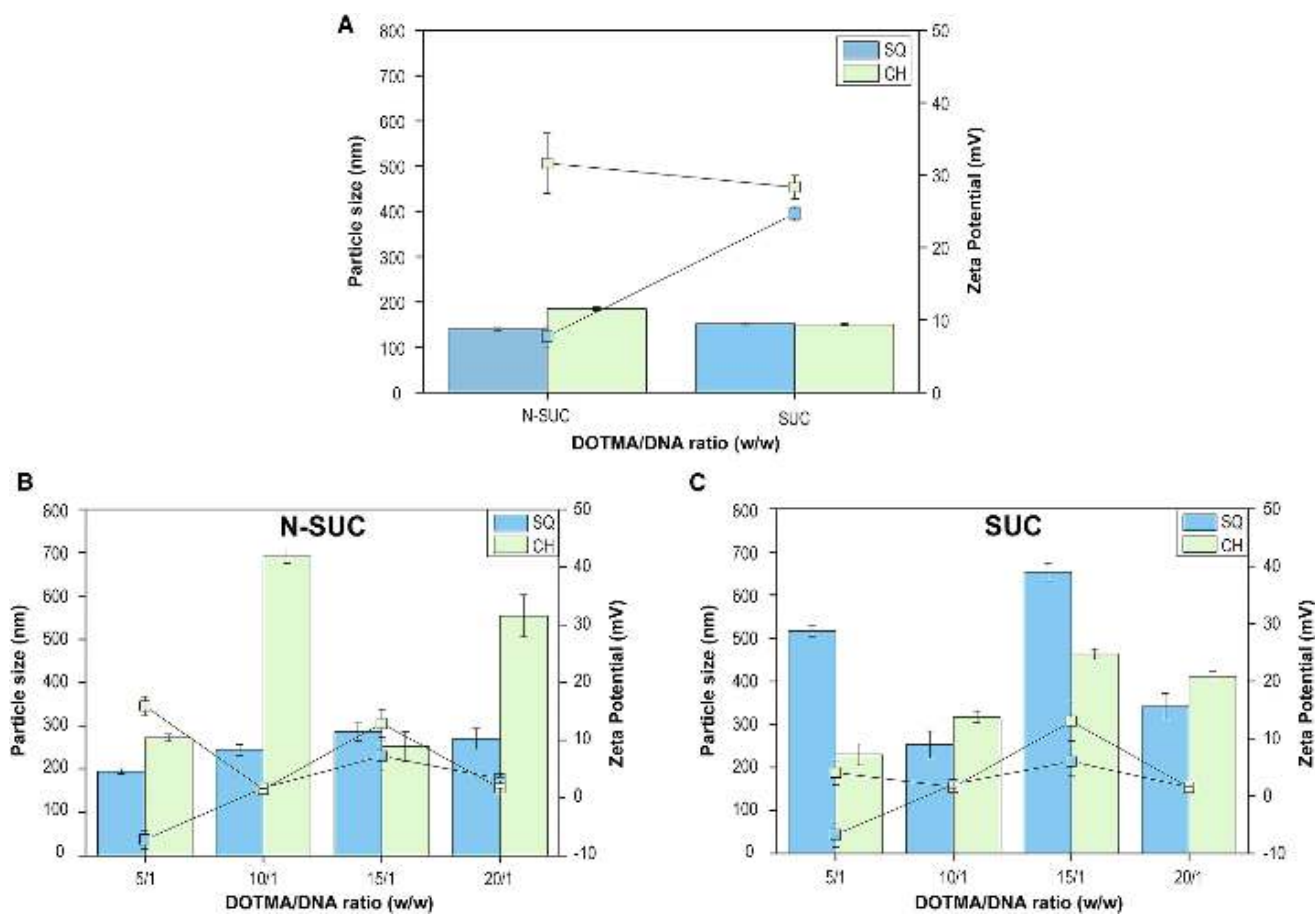 A
800
700
600
500
400
300
200
100
0
Particle size (nm)
50
40
30
20
10
0
Zeta Potential (mV)
SQ
CH
N-SUC
SUC
DOTMA/DNA ratio (w/w)
B
800
700
600
500
400
300
200
100
0
Particle size (nm)
N-SUC
SQ
CH
50
40
30
20
10
0
-10
Zeta Potential (mV)
5/1
10/1
15/1
20/1
DOTMA/DNA ratio (w/w)
C
800
700
600
500
400
300
200
100
0
Particle size (nm)
SUC
SQ
CH
50
40
30
20
10
0
-10
Zeta Potential (mV)
5/1
10/1
15/1
20/1
DOTMA/DNA ratio (w/w)